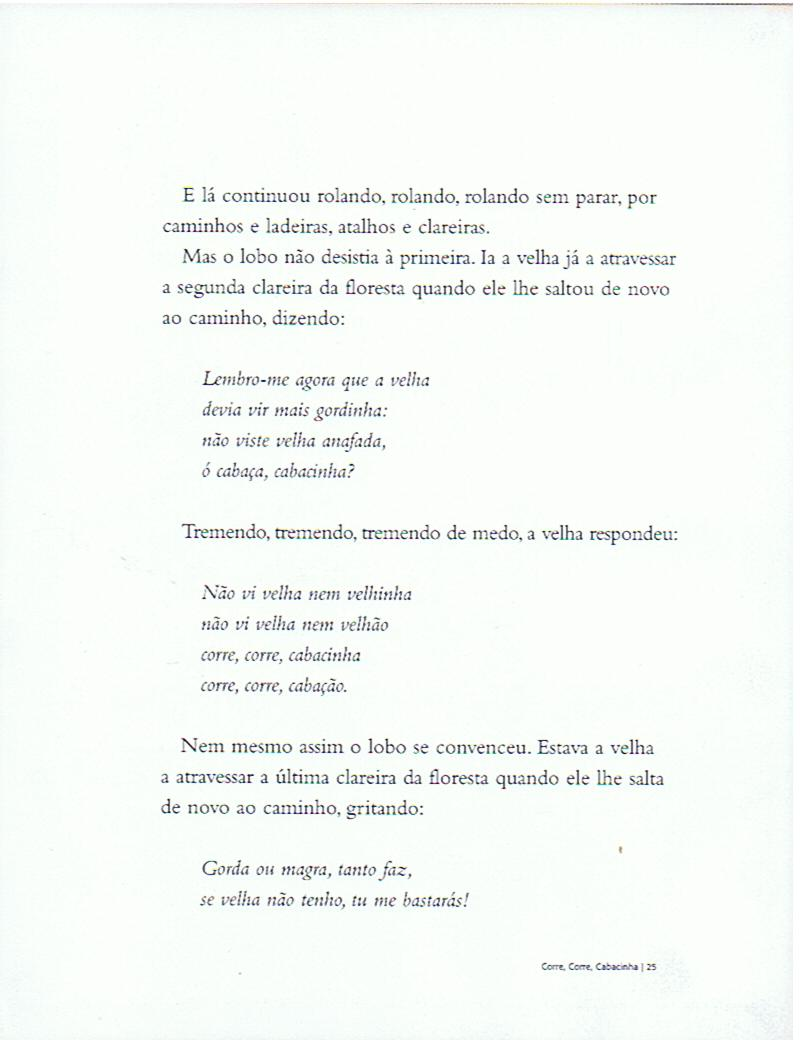 E lá continuou rolando, rolando, rolando sem parar, por
caminhos e ladeiras, atalhos e clareiras.
Mas o lobo não desistia à primeira. Ia a velha já a atravessar
a segunda clareira da floresta quando ele lhe saltou de novo
ao caminho, dizendo:
Lembro-me agora que a velha
devia vir mais gordinha:
não viste velha anafada,
ó cabaça, cabacinha?
Tremendo, tremendo, tremendo de medo, a velha respondeu:
Não vi velha nem velhinha
não vi velha nem velhão
corre, corre, cabacinha
corre, corre, cabação.
Nem mesmo assim o lobo se convenceu. Estava a velha
a atravessar a última clareira da floresta quando ele lhe salta
de novo ao caminho, gritando:
Gorda ou magra, tanto faz,
se velha não tenho, tu me bastarás!
Corre, Corre, Cabacinha | 25